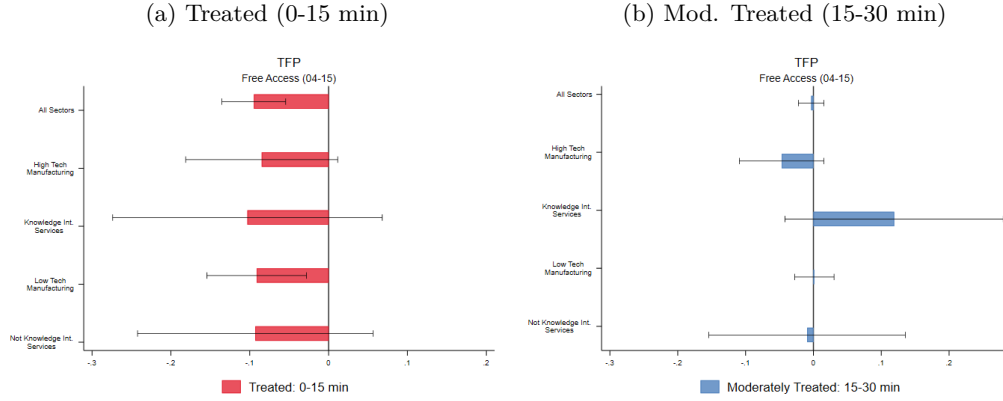 (a) Treated (0-15 min)
TFP
Free Access (04-15)
All Sectors
High Tech
Manufacturing
Knowledge Int.
Services
Low Tech
Manufacturing
Not Knowledge Int.
Services
-.3 -.2 -.1 0 .1 .2
Treated: 0-15 min
(b) Mod. Treated (15-30 min)
TFP
Free Access (04-15)
All Sectors
High Tech
Manufacturing
Knowledge Int.
Services
Low Tech
Manufacturing
Not Knowledge Int.
Services
-.3 -.2 -.1 0 .1 .2
Moderately Treated: 15-30 min